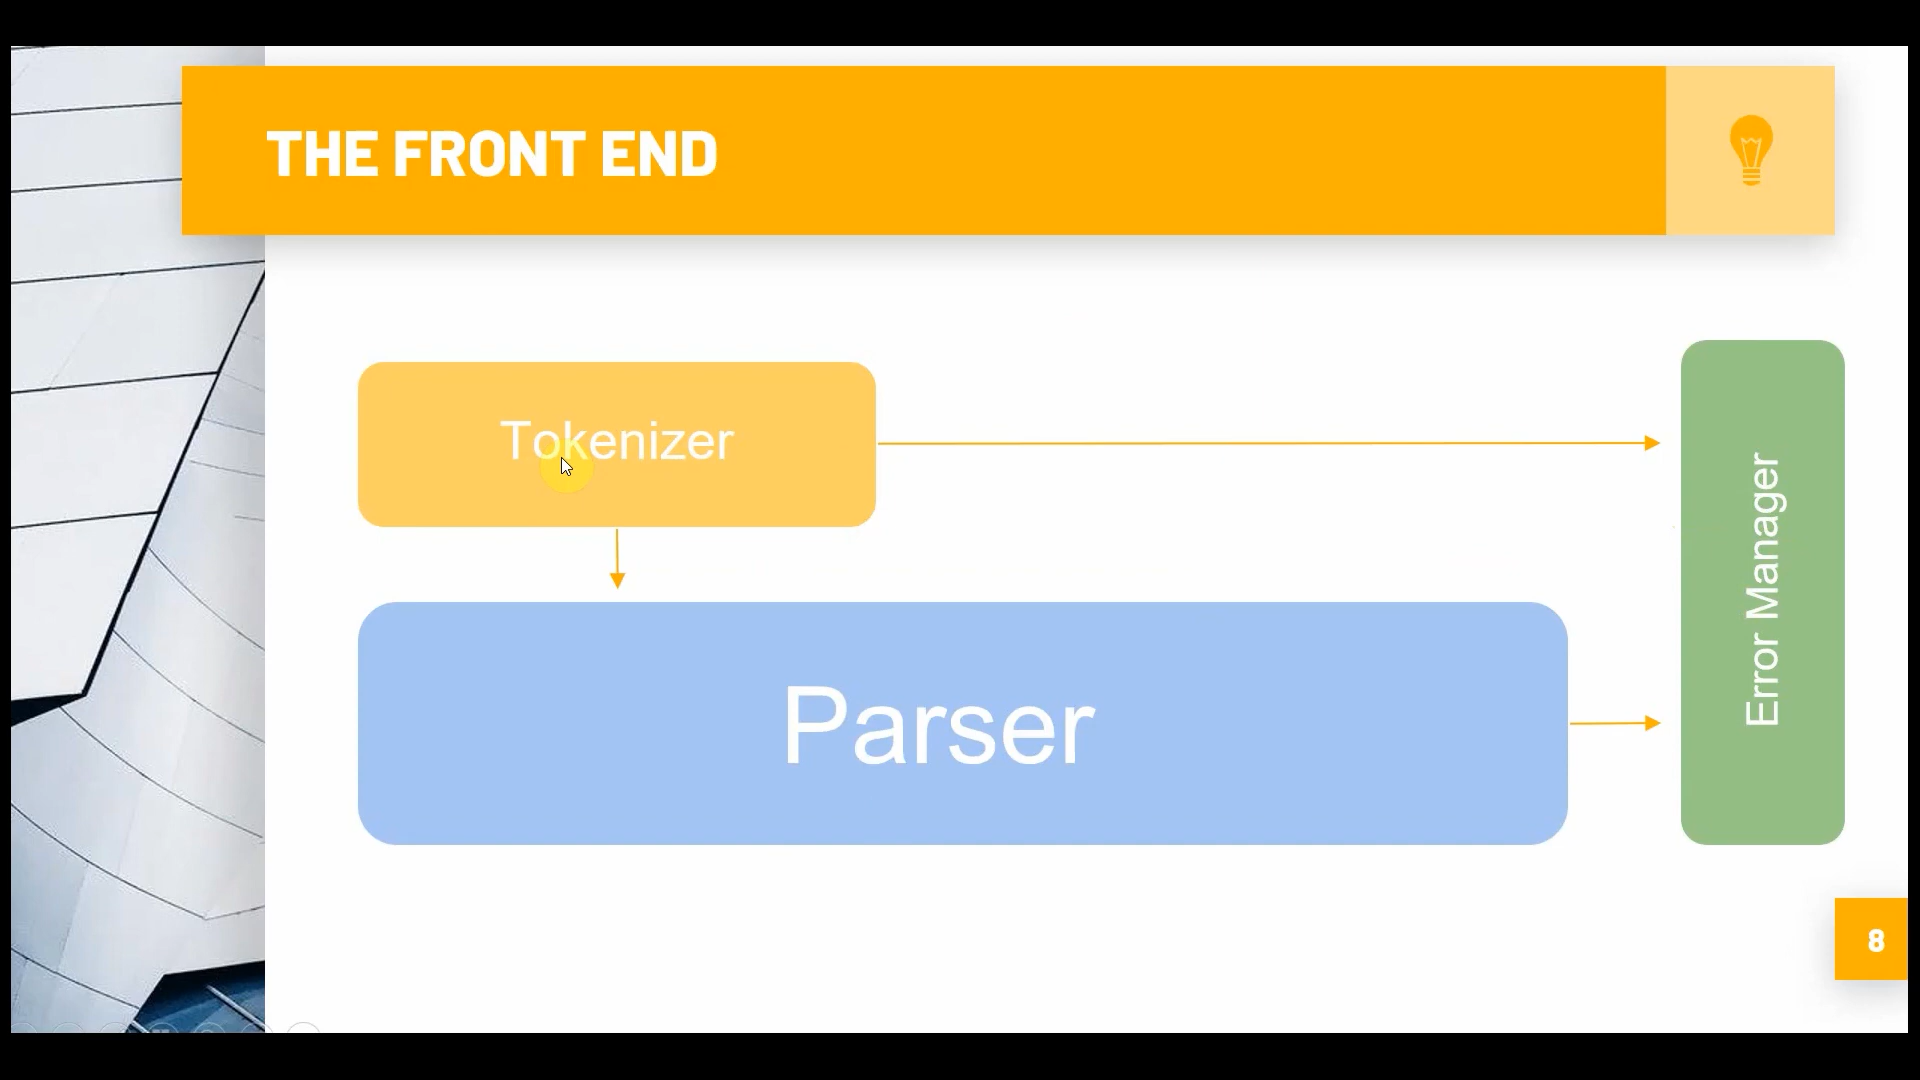 THE FRONT END
Tokenizer
Error Manager
Parser
8